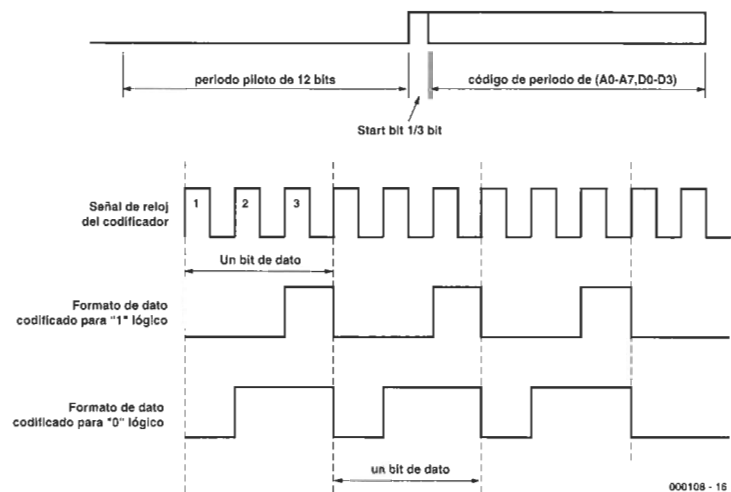 periodo piloto de 12 bits
código de periodo de (A0-A7,D0-D3)
Start bit 1/3 bit
Señal de reloj
del codificador
1 2 3
Un bit de dato
Formato de dato
codificado para "1" lógico
Formato de dato
codificado para "0" lógico
un bit de dato
000108 - 16